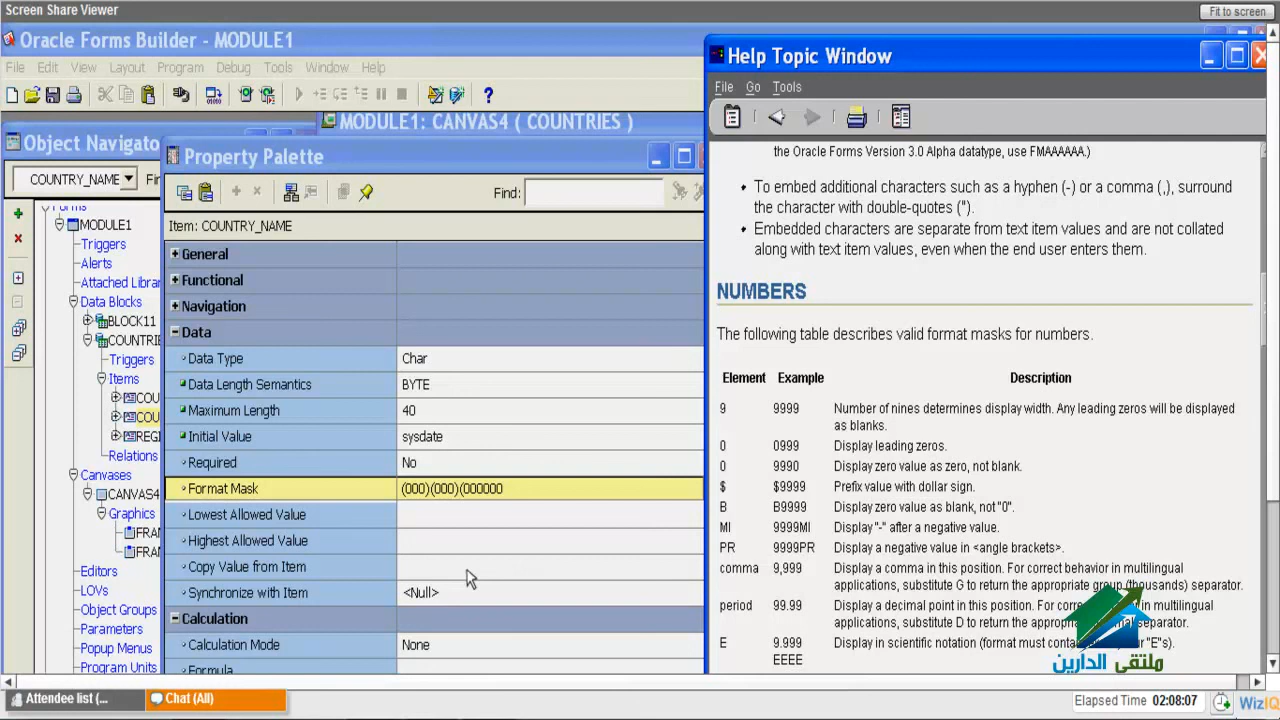 Screen Share Viewer
Fit to screen
Oracle Forms Builder - MODULE1
File Edit View Layout Program Debug Tools Window Help
MODULE1: CANVAS4 ( COUNTRIES )
Object Navigato
COUNTRY_NAME
Fir
Forms
MODULE1
Triggers
Alerts
Attached Librar
Data Blocks
BLOCK11
COUNTRIE
Triggers
Items
COU
COU
REGI
Relations
Canvases
CANVAS4
Graphics
FRAM
FRAM
Editors
LOVs
Object Groups
Parameters
Popup Menus
Program Units
Property Palette
Find:
Item: COUNTRY_NAME
General
Functional
Navigation
Data
Data Type Char
Data Length Semantics BYTE
Maximum Length 40
Initial Value sysdate
Required No
Format Mask (000)(000)(000000
Lowest Allowed Value
Highest Allowed Value
Copy Value from Item
Synchronize with Item <Null>
Calculation
Calculation Mode None
Formula
Help Topic Window
File Go Tools
the Oracle Forms Version 3.0 Alpha datatype, use FMAAAAAA.)
• To embed additional characters such as a hyphen (-) or a comma (,), surround
the character with double-quotes (").
• Embedded characters are separate from text item values and are not collated
along with text item values, even when the end user enters them.
NUMBERS
The following table describes valid format masks for numbers.
Element Example Description
9 9999 Number of nines determines display width. Any leading zeros will be displayed
as blanks.
0 0999 Display leading zeros.
0 9990 Display zero value as zero, not blank.
$ $9999 Prefix value with dollar sign.
B B9999 Display zero value as blank, not "0".
MI 9999MI Display "-" after a negative value.
PR 9999PR Display a negative value in <angle brackets>.
comma 9,999 Display a comma in this position. For correct behavior in multilingual
applications, substitute G to return the appropriate group (thousands) separator.
period 99.99 Display a decimal point in this position. For in multilingual
applications, substitute D to return the separator.
E 9.999 Display in scientific notation (format must "E"s).
EEEE
ملتقى الدارين
Attendee list (...
Chat (All)
Elapsed Time 02:08:07
WizIQ